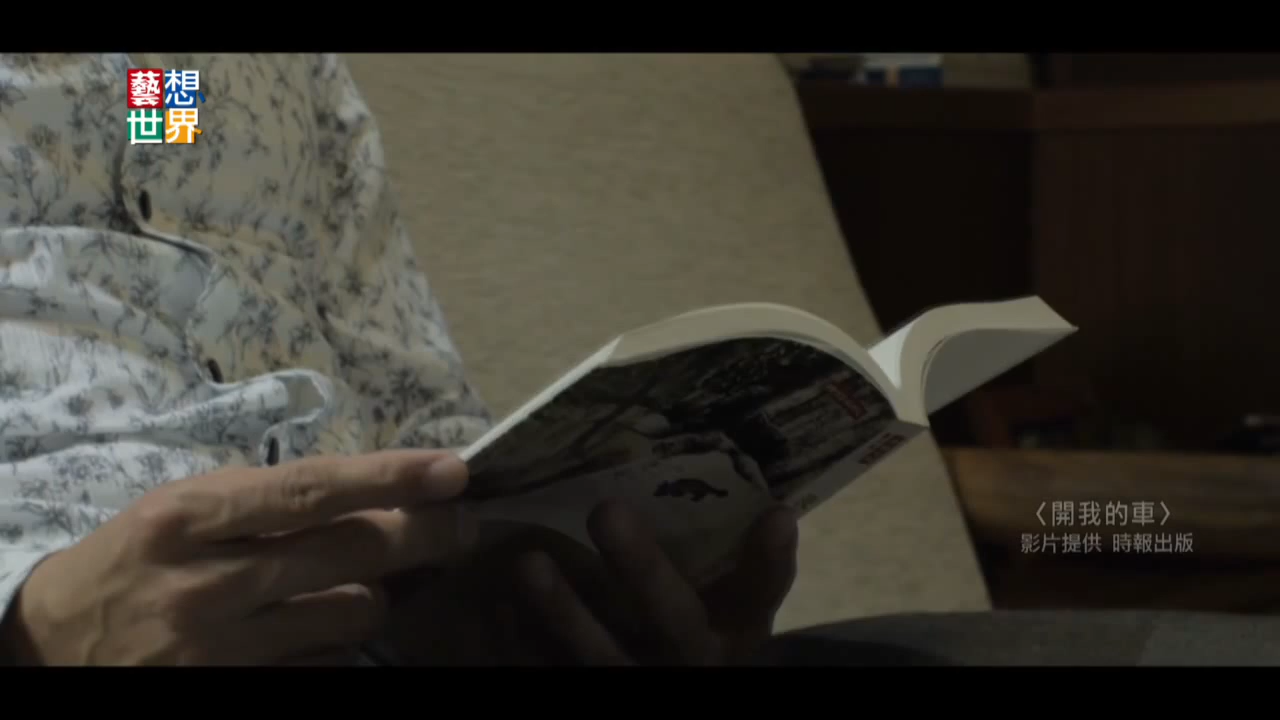 藝想
世界
〈開我的車〉
影片提供 時報出版